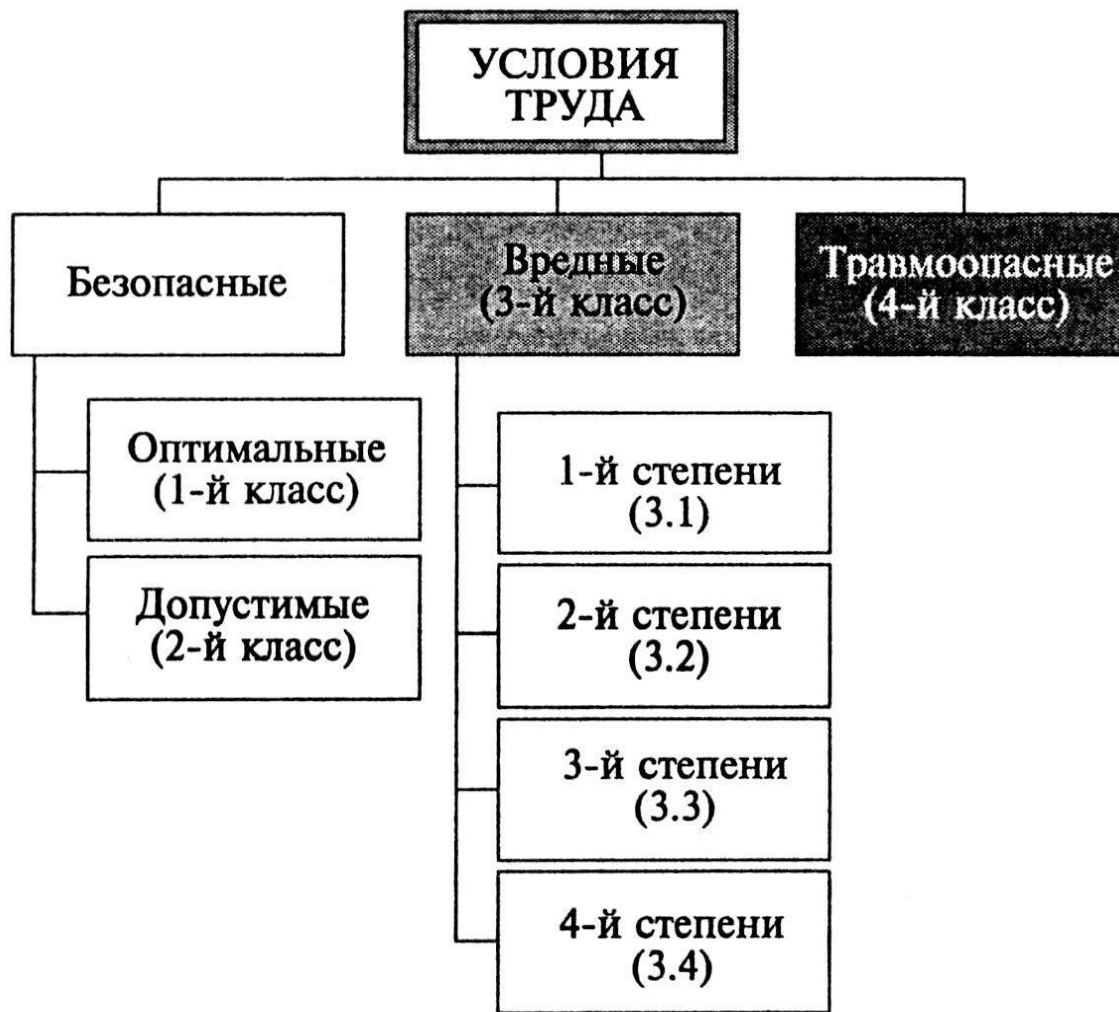 УСЛОВИЯ
ТРУДА
Безопасные
Вредные
(3-й класс)
Травмоопасные
(4-й класс)
Оптимальные
(1-й класс)
Допустимые
(2-й класс)
1-й степени
(3.1)
2-й степени
(3.2)
3-й степени
(3.3)
4-й степени
(3.4)